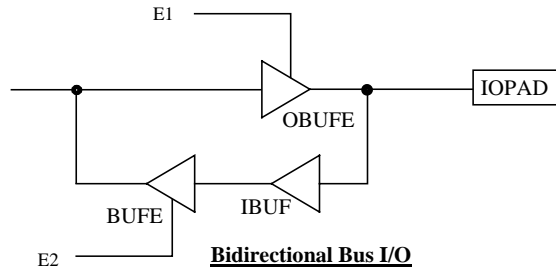 E1
IOPAD
OBUFE
BUFE
IBUF
E2
Bidirectional Bus I/O